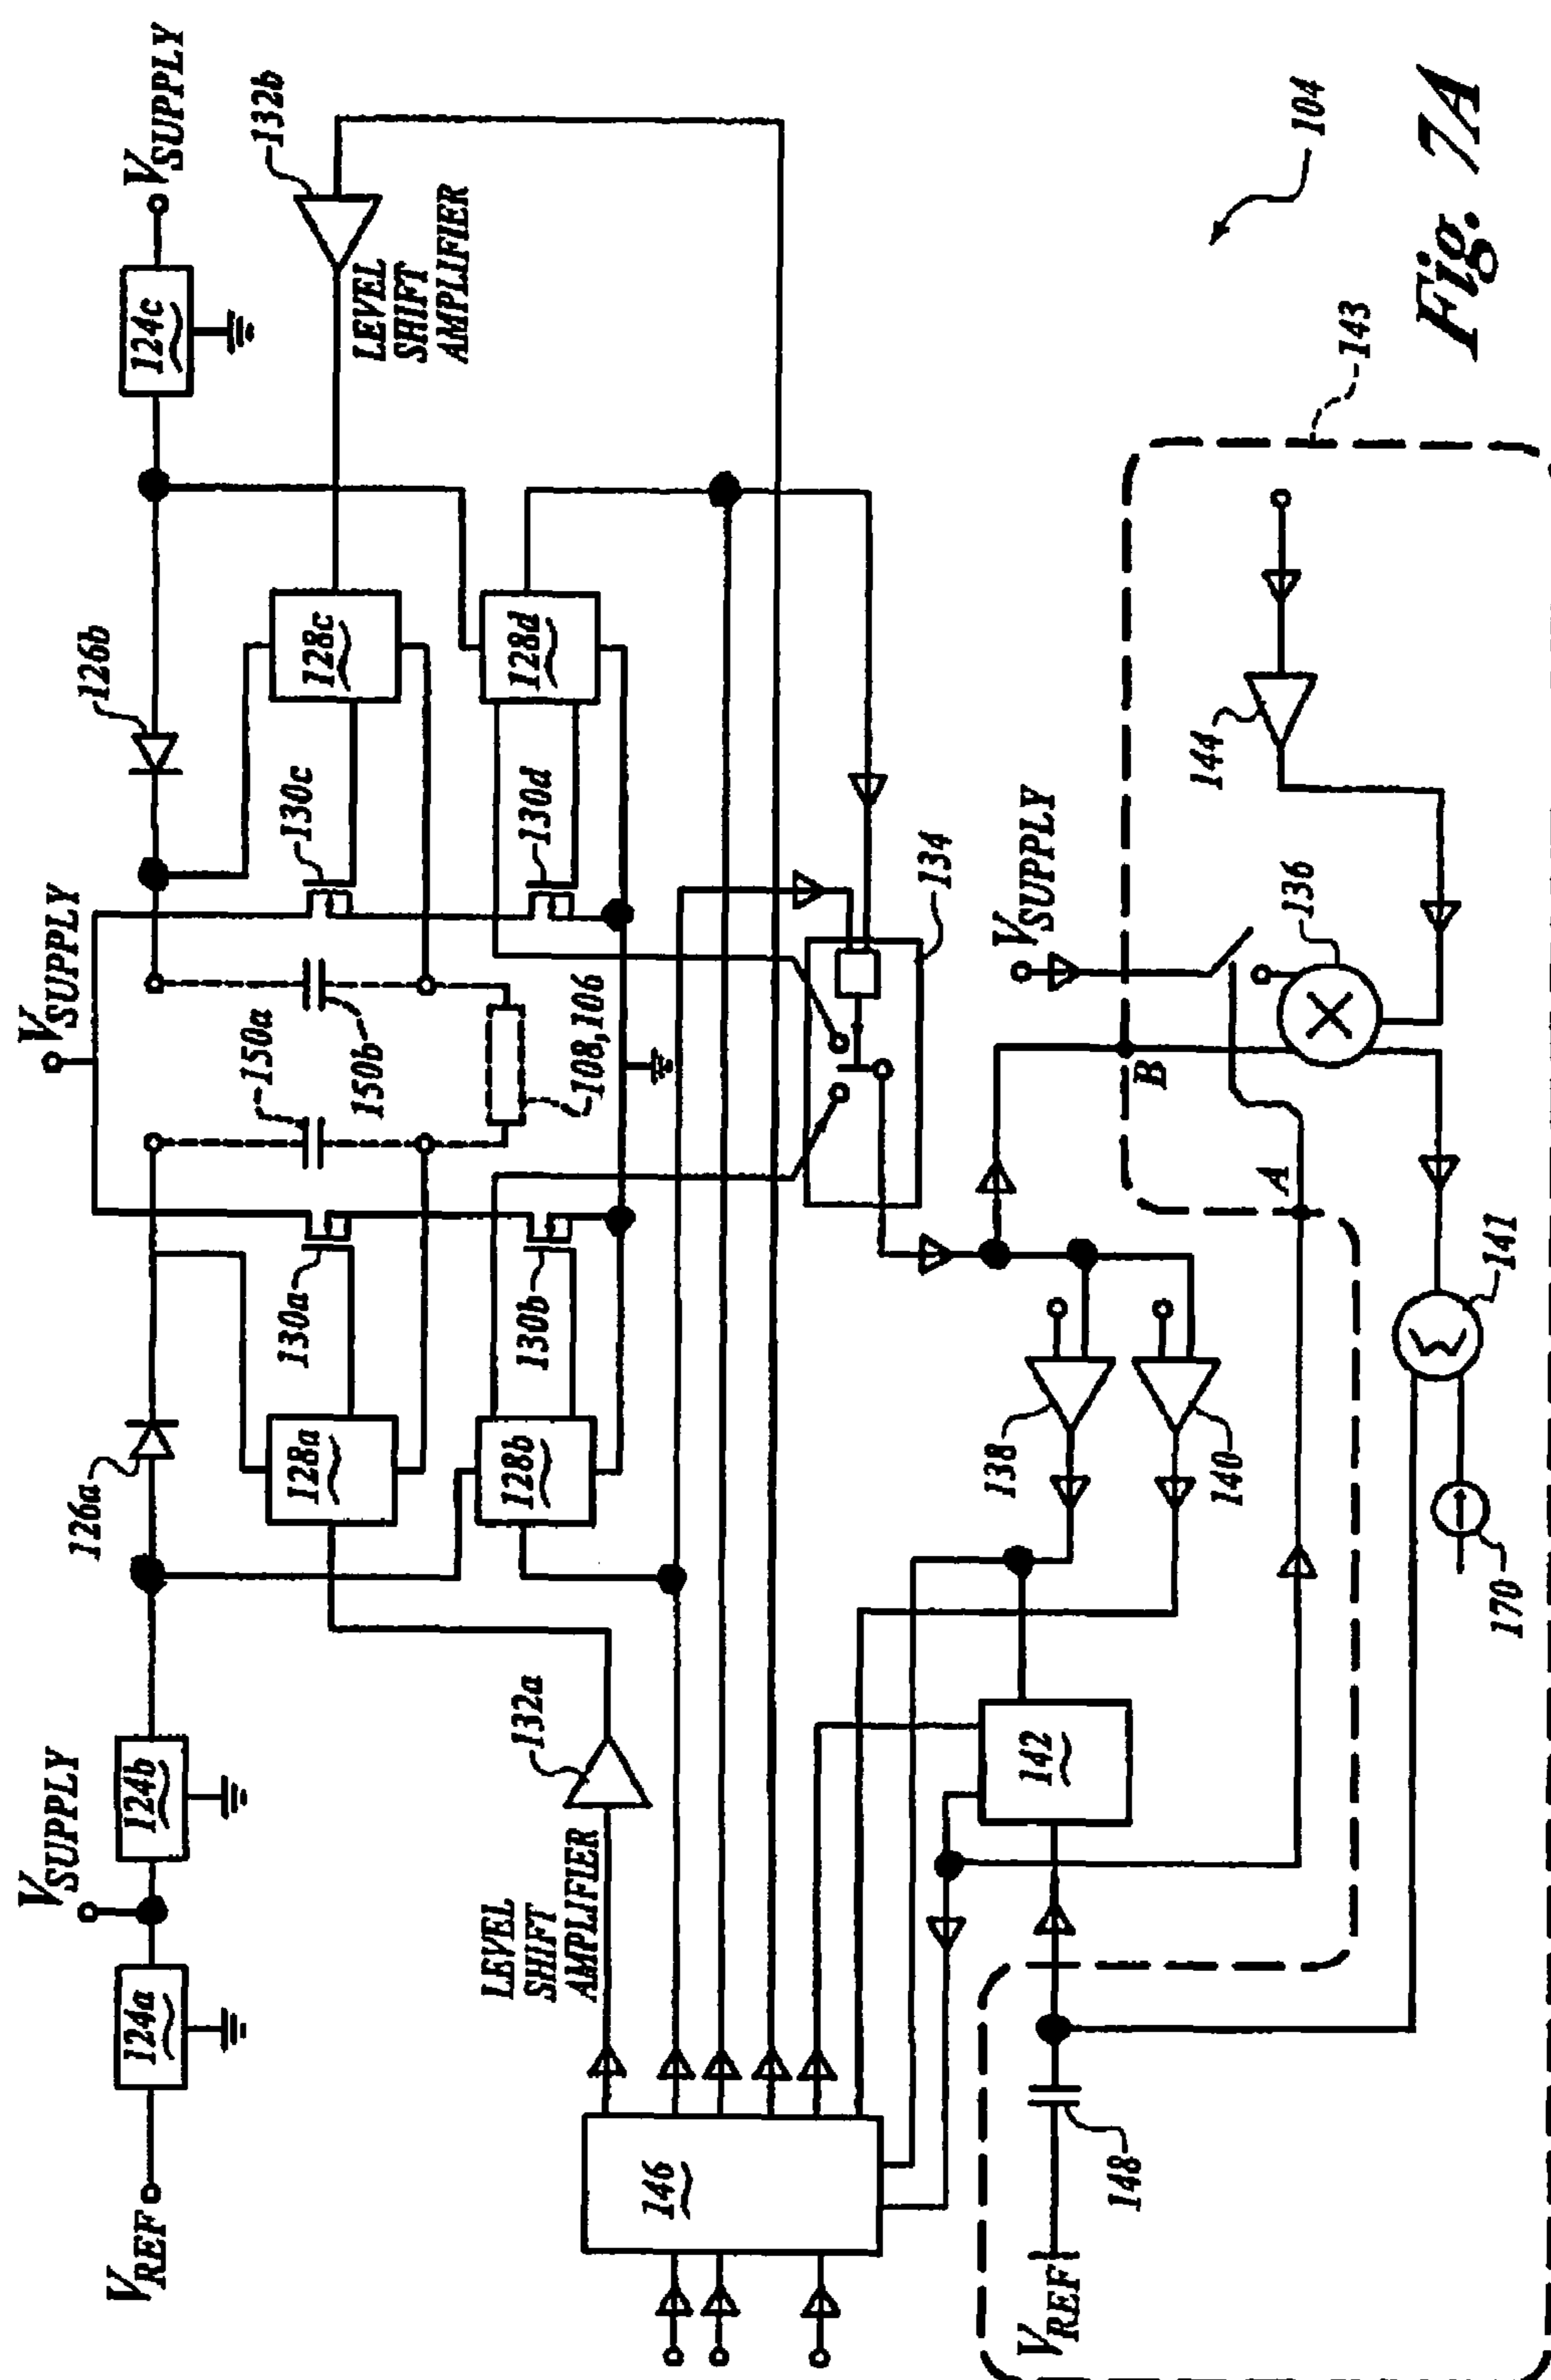 V_REF
124a
V_SUPPLY
124b
126a
V_SUPPLY
126b
124c
V_SUPPLY
132b
LEVEL
SHIFT
AMPLIFIER
128a
130a
150a
150b
130c
128c
LEVEL
SHIFT
AMPLIFIER
132a
128b
130b
108, 106
130d
128d
146
134
138
140
142
V_SUPPLY
144
136
B
A
V_REF
148
170
141
143
104
Fig. 7A